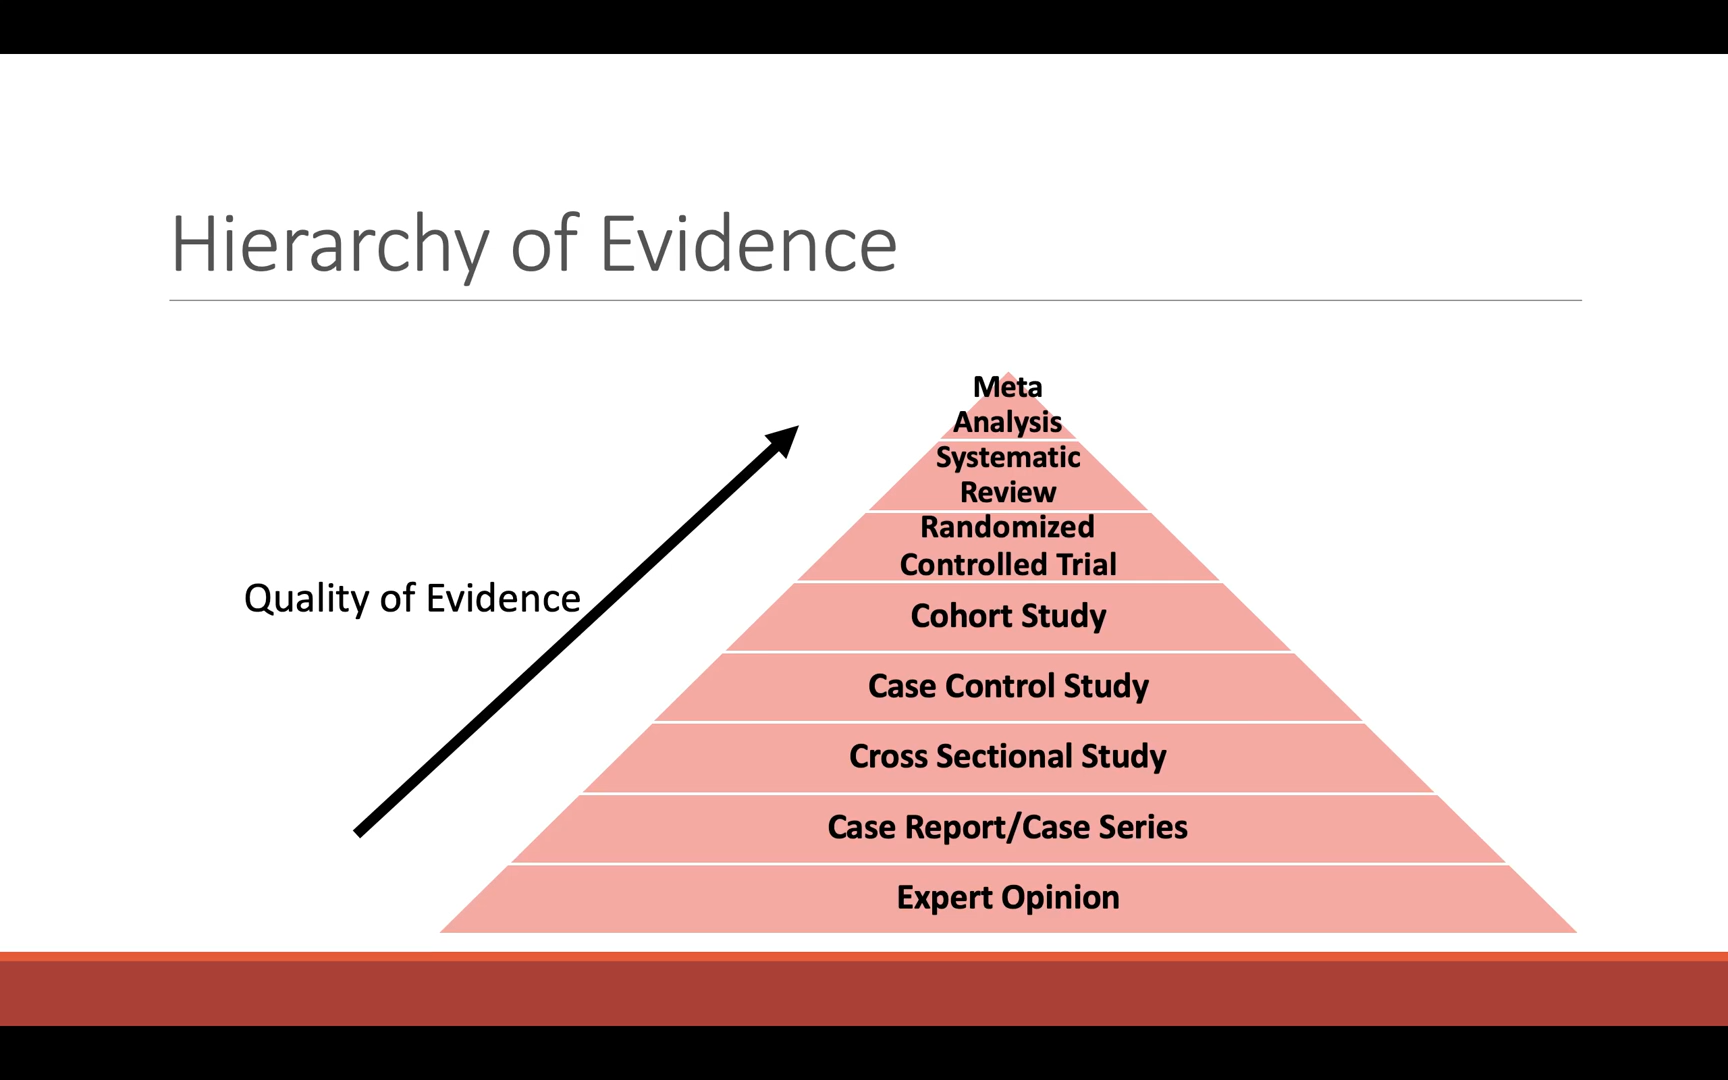 Hierarchy of Evidence
Meta
Analysis
Systematic
Review
Randomized
Controlled Trial
Quality of Evidence
Cohort Study
Case Control Study
Cross Sectional Study
Case Report/Case Series
Expert Opinion